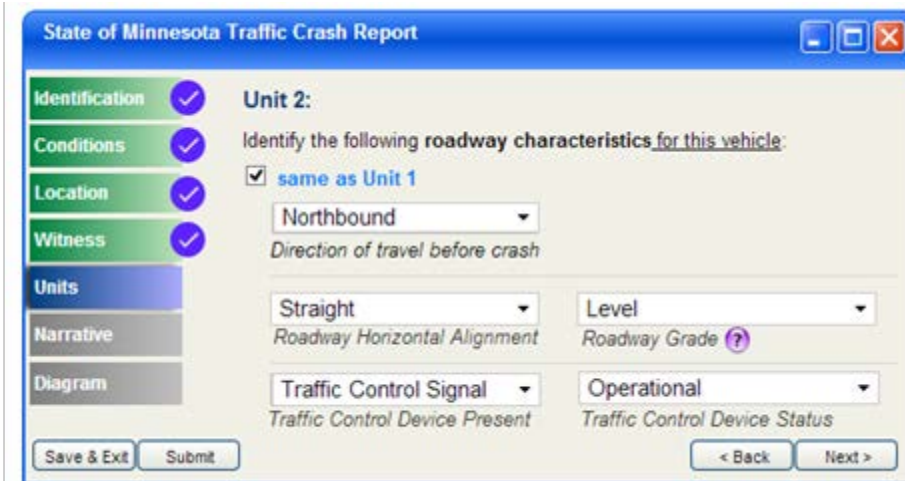 State of Minnesota Traffic Crash Report
Identification
Conditions
Location
Witness
Units
Narrative
Diagram
Unit 2:
Identify the following roadway characteristics for this vehicle:
same as Unit 1
Northbound
Direction of travel before crash
Straight
Level
Roadway Horizontal Alignment
Roadway Grade ?
Traffic Control Signal
Operational
Traffic Control Device Present
Traffic Control Device Status
Save & Exit
Submit
< Back
Next >